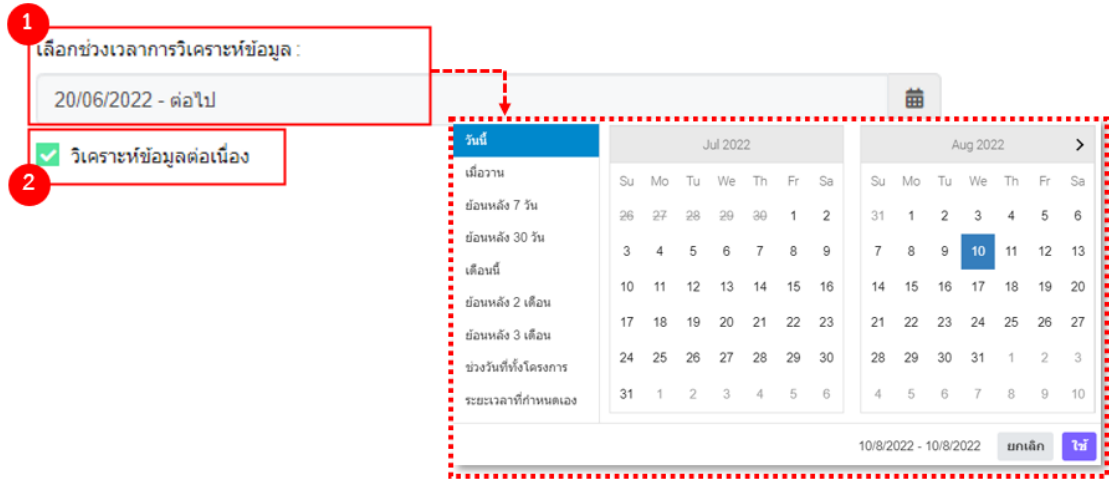 1
เลือกช่วงเวลาการวิเคราะห์ข้อมูล :
20/06/2022 - ต่อไป
วิเคราะห์ข้อมูลต่อเนื่อง
2
วันนี้
เมื่อวาน
ย้อนหลัง 7 วัน
ย้อนหลัง 30 วัน
เดือนนี้
ย้อนหลัง 2 เดือน
ย้อนหลัง 3 เดือน
ช่วงวันที่ทั้งโครงการ
ระยะเวลาที่กำหนดเอง
Jul 2022
Su Mo Tu We Th Fr Sa
26 27 28 29 30 1 2
3 4 5 6 7 8 9
10 11 12 13 14 15 16
17 18 19 20 21 22 23
24 25 26 27 28 29 30
31 1 2 3 4 5 6
Aug 2022 >
Su Mo Tu We Th Fr Sa
31 1 2 3 4 5 6
7 8 9 10 11 12 13
14 15 16 17 18 19 20
21 22 23 24 25 26 27
28 29 30 31 1 2 3
4 5 6 7 8 9 10
10/8/2022 - 10/8/2022 ยกเลิก ใช้